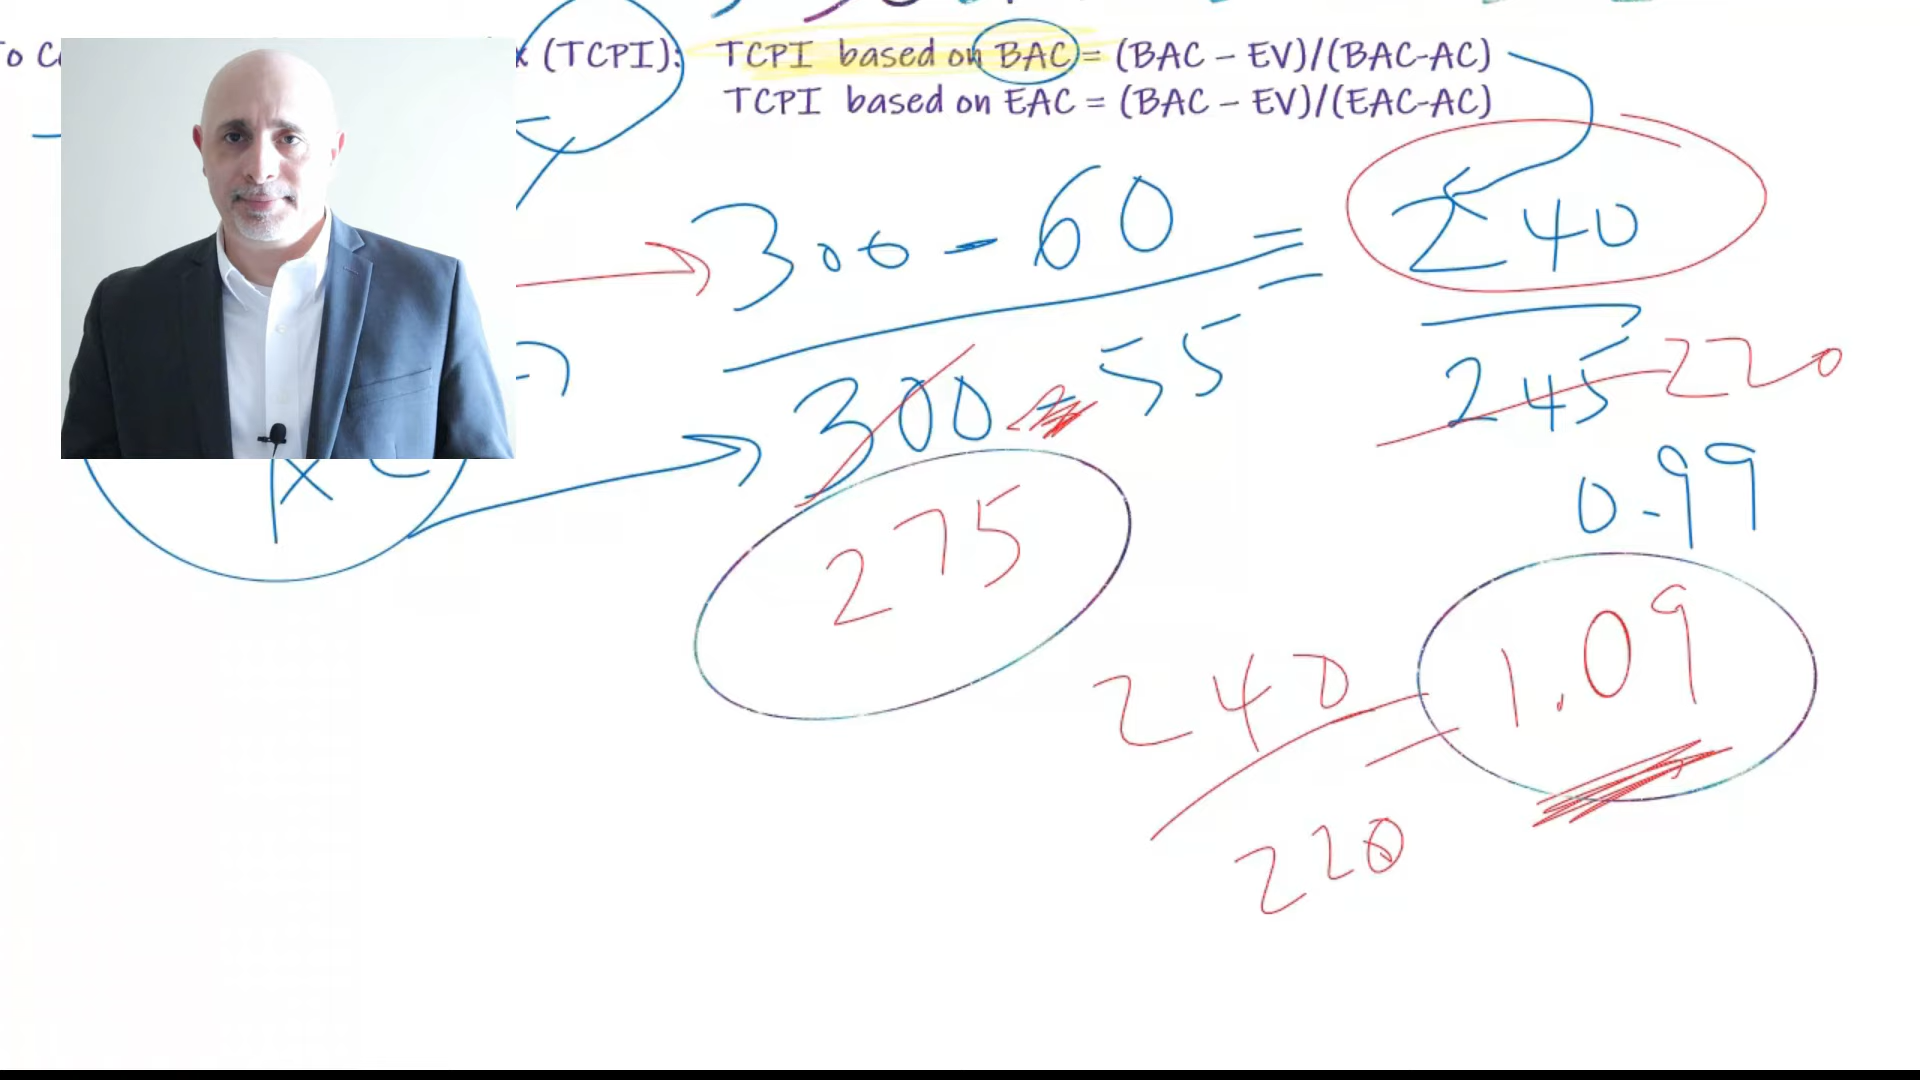 To C x (TCPI): TCPI based on BAC = (BAC – EV)/(BAC-AC)
TCPI based on EAC = (BAC – EV)/(EAC-AC)
300 - 60 = 240
300 - 55 = 245 220
0.99
275
240 = 1.09
220